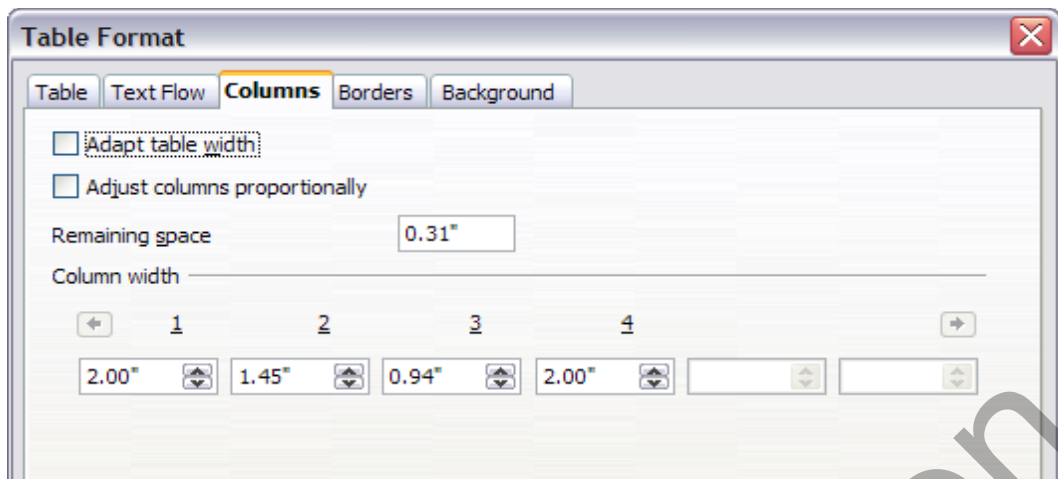 Table Format
Table Text Flow Columns Borders Background
Adapt table width
Adjust columns proportionally
Remaining space 0.31"
Column width
1 2 3 4
2.00" 1.45" 0.94" 2.00"